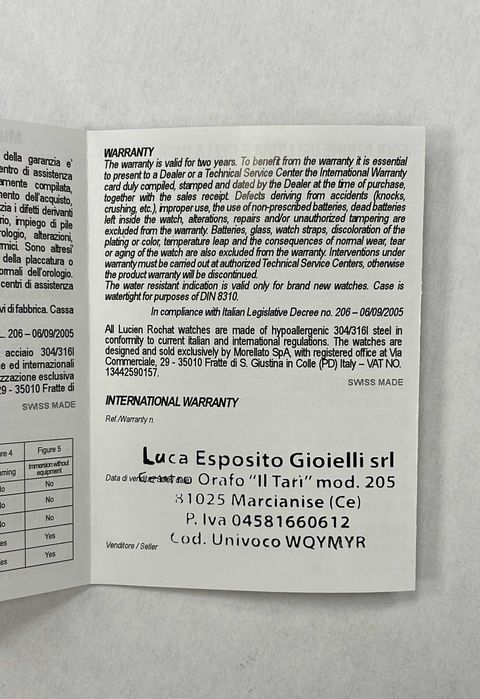 della garanzia e'
entro di assistenza
amente compilata,
mento dell'acquisto,
zia i difetti derivanti
rio, impiego di pile
rologio, alterazioni,
rmici. Sono altresi'
della placcatura o
ormali dell'orologio.
centri di assistenza
vi di fabbrica. Cassa
L. 206 – 06/09/2005
acciaio 304/316l
e ed internazionali
zzazione esclusiva
29 - 35010 Fratte di
SWISS MADE
re 4 Figure 5
ming Immersion without
equipment
No No
No No
No No
es Yes
es Yes
WARRANTY
The warranty is valid for two years. To benefit from the warranty it is essential
to present to a Dealer or a Technical Service Center the International Warranty
card duly compiled, stamped and dated by the Dealer at the time of purchase,
together with the sales receipt. Defects deriving from accidents (knocks,
crushing, etc.), improper use, the use of non-prescribed batteries, dead batteries
left inside the watch, alterations, repairs and/or unauthorized tampering are
excluded from the warranty. Batteries, glass, watch straps, discoloration of the
plating or color, temperature leap and the consequences of normal wear, tear
or aging of the watch are also excluded from the warranty. Interventions under
warranty must be carried out at authorized Technical Service Centers, otherwise
the product warranty will be discontinued.
The water resistant indication is valid only for brand new watches. Case is
watertight for purposes of DIN 8310.
In compliance with Italian Legislative Decree no. 206 – 06/09/2005
All Lucien Rochat watches are made of hypoallergenic 304/316l steel in
conformity to current italian and international regulations. The watches are
designed and sold exclusively by Morellato SpA, with registered office at Via
Commerciale, 29 - 35010 Fratte di S. Giustina in Colle (PD) Italy – VAT NO.
13442590157.
SWISS MADE
INTERNATIONAL WARRANTY
Ref./Warranty n.
Luca Esposito Gioielli srl
Data di vendita Centro Orafo "Il Tarì" mod. 205
81025 Marcianise (Ce)
P. Iva 04581660612
Cod. Univoco WQYMYR
Venditore / Seller